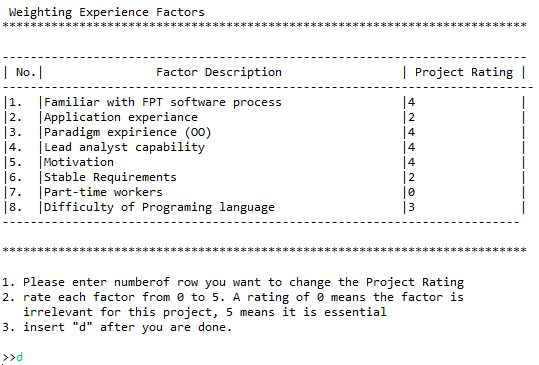 Weighting Experience Factors
***************************************************************************
---------------------------------------------------------------------------
| No.|                Factor Description                 | Project Rating |
---------------------------------------------------------------------------
|1.  |Familiar with FPT software process                 |4               |
|2.  |Application experiance                             |2               |
|3.  |Paradigm expirience (OO)                           |4               |
|4.  |Lead analyst capability                            |4               |
|5.  |Motivation                                         |4               |
|6.  |Stable Requirements                                |2               |
|7.  |Part-time workers                                  |0               |
|8.  |Difficulty of Programing language                  |3               |
--------------------------------------------------------------------------
***************************************************************************
1. Please enter numberof row you want to change the Project Rating
2. rate each factor from 0 to 5. A rating of 0 means the factor is
irrelevant for this project, 5 means it is essential
3. insert "d" after you are done.
>>d